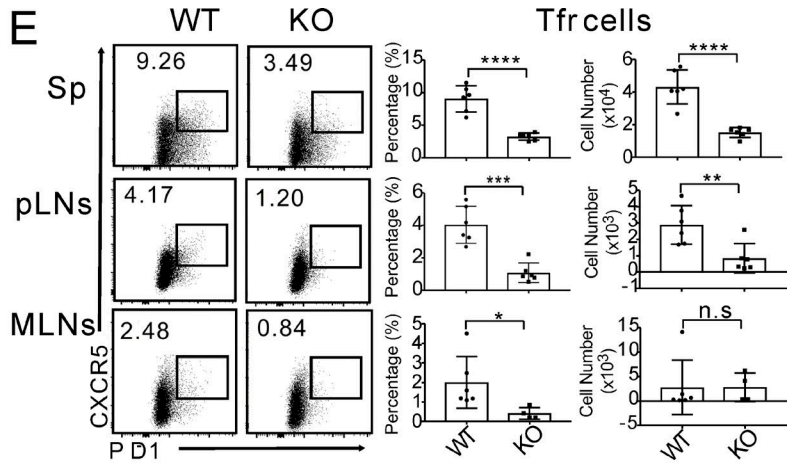 E
WT KO Tfr cells
Sp
9.26 3.49
Percentage (%)
15
10
5
0
****
Cell Number
(x10⁴)
6
4
2
0
****
pLNs
4.17 1.20
Percentage (%)
6
4
2
0
***
Cell Number
(x10³)
5
4
3
2
1
0
-1
**
MLNs
2.48 0.84
Percentage (%)
5
4
3
2
1
0
*
Cell Number
(x10³)
15
10
5
0
-5
n.s
CXCR5
PD1
WT KO WT KO